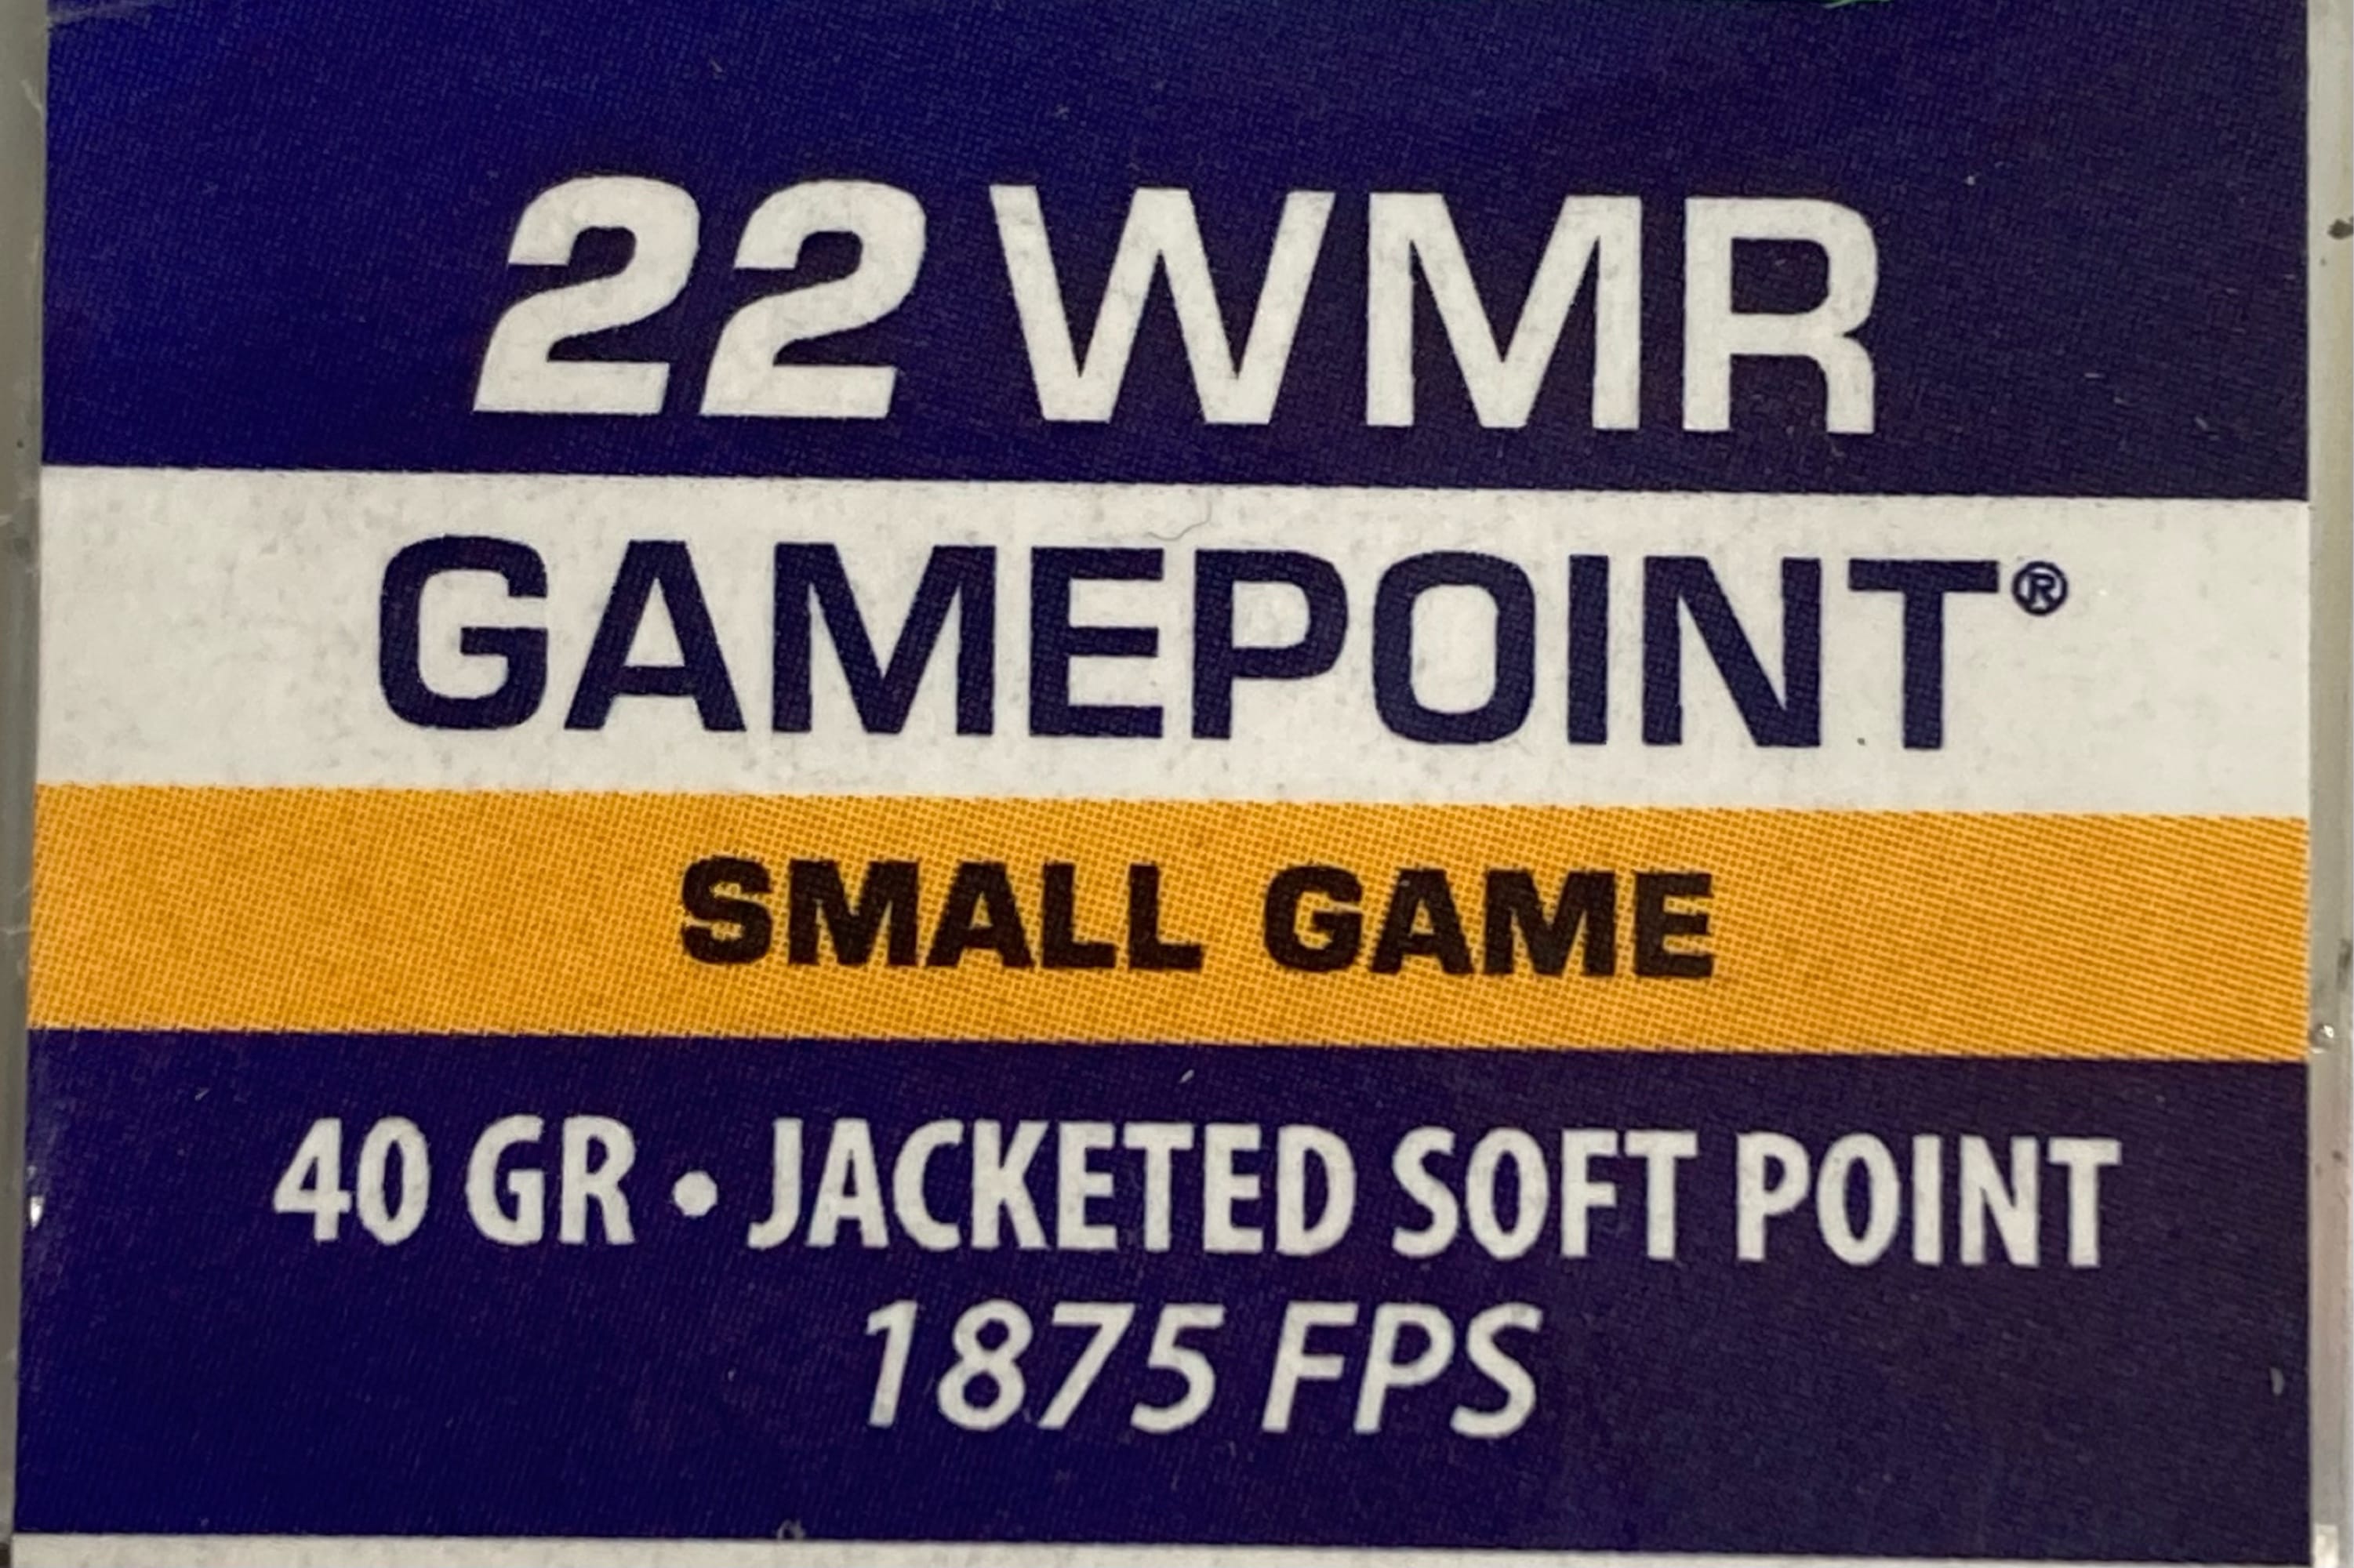 22 WMR
GAMEPOINT®
SMALL GAME
40 GR • JACKETED SOFT POINT
1875 FPS